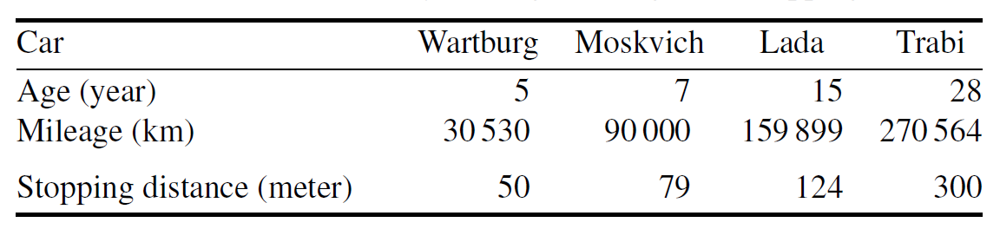 Car Wartburg Moskvich Lada Trabi
Age (year) 5 7 15 28
Mileage (km) 30 530 90 000 159 899 270 564
Stopping distance (meter) 50 79 124 300